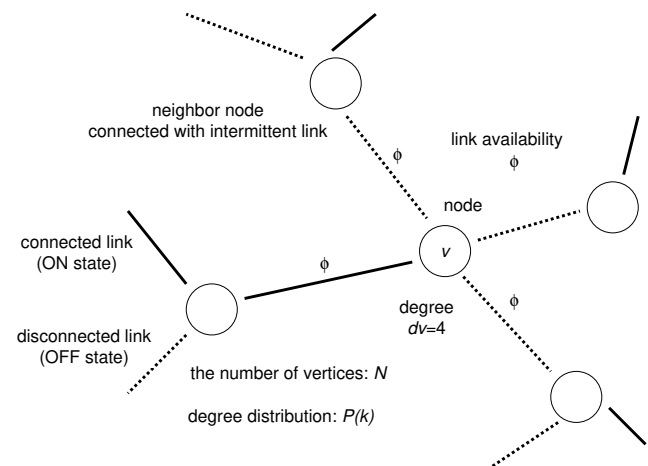 neighbor node
connected with intermittent link
ϕ
link availability
ϕ
node
v
connected link
(ON state)
ϕ
ϕ
degree
dv=4
disconnected link
(OFF state)
the number of vertices: N
degree distribution: P(k)